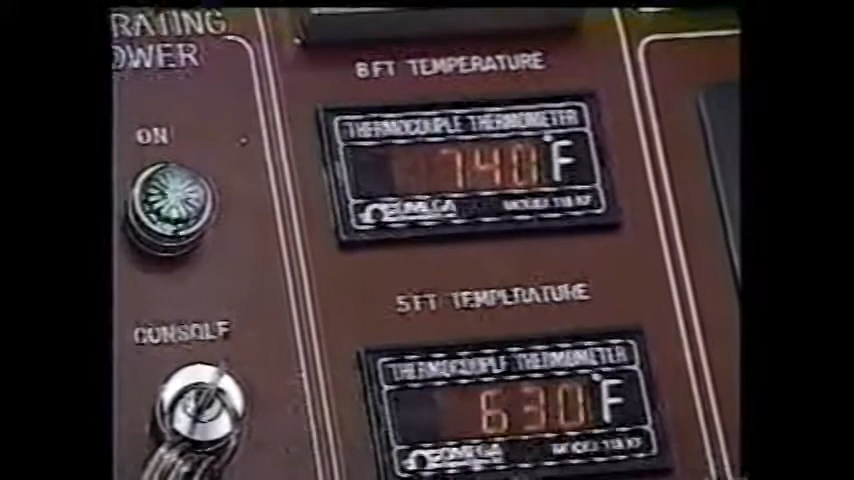 RATING
OWER
8 FT TEMPERATURE
ON
THERMOCOUPLE THERMOMETER
740 °F
OMEGA MODEL 118 KF
5 FT TEMPERATURE
CONSOLE
THERMOCOUPLE THERMOMETER
630 °F
OMEGA MODEL 118 KF